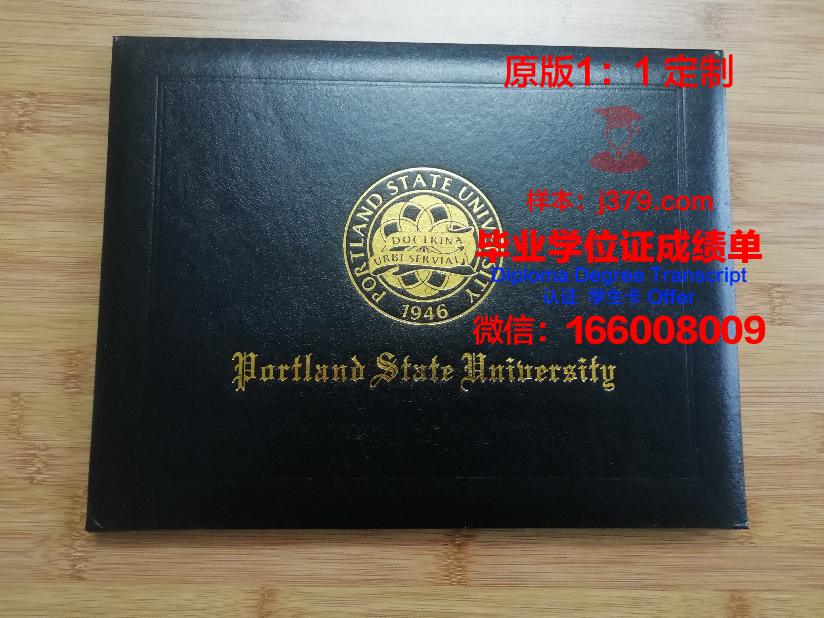 原版1：1 定制
样本：j379.com
毕业学位证成绩单
Diploma Degree Transcript
认证 学生卡 Offer
微信：166008009
PORTLAND STATE UNIVERSITY
DOCTRINA
URBI SERVIAT
1946
Portland State University